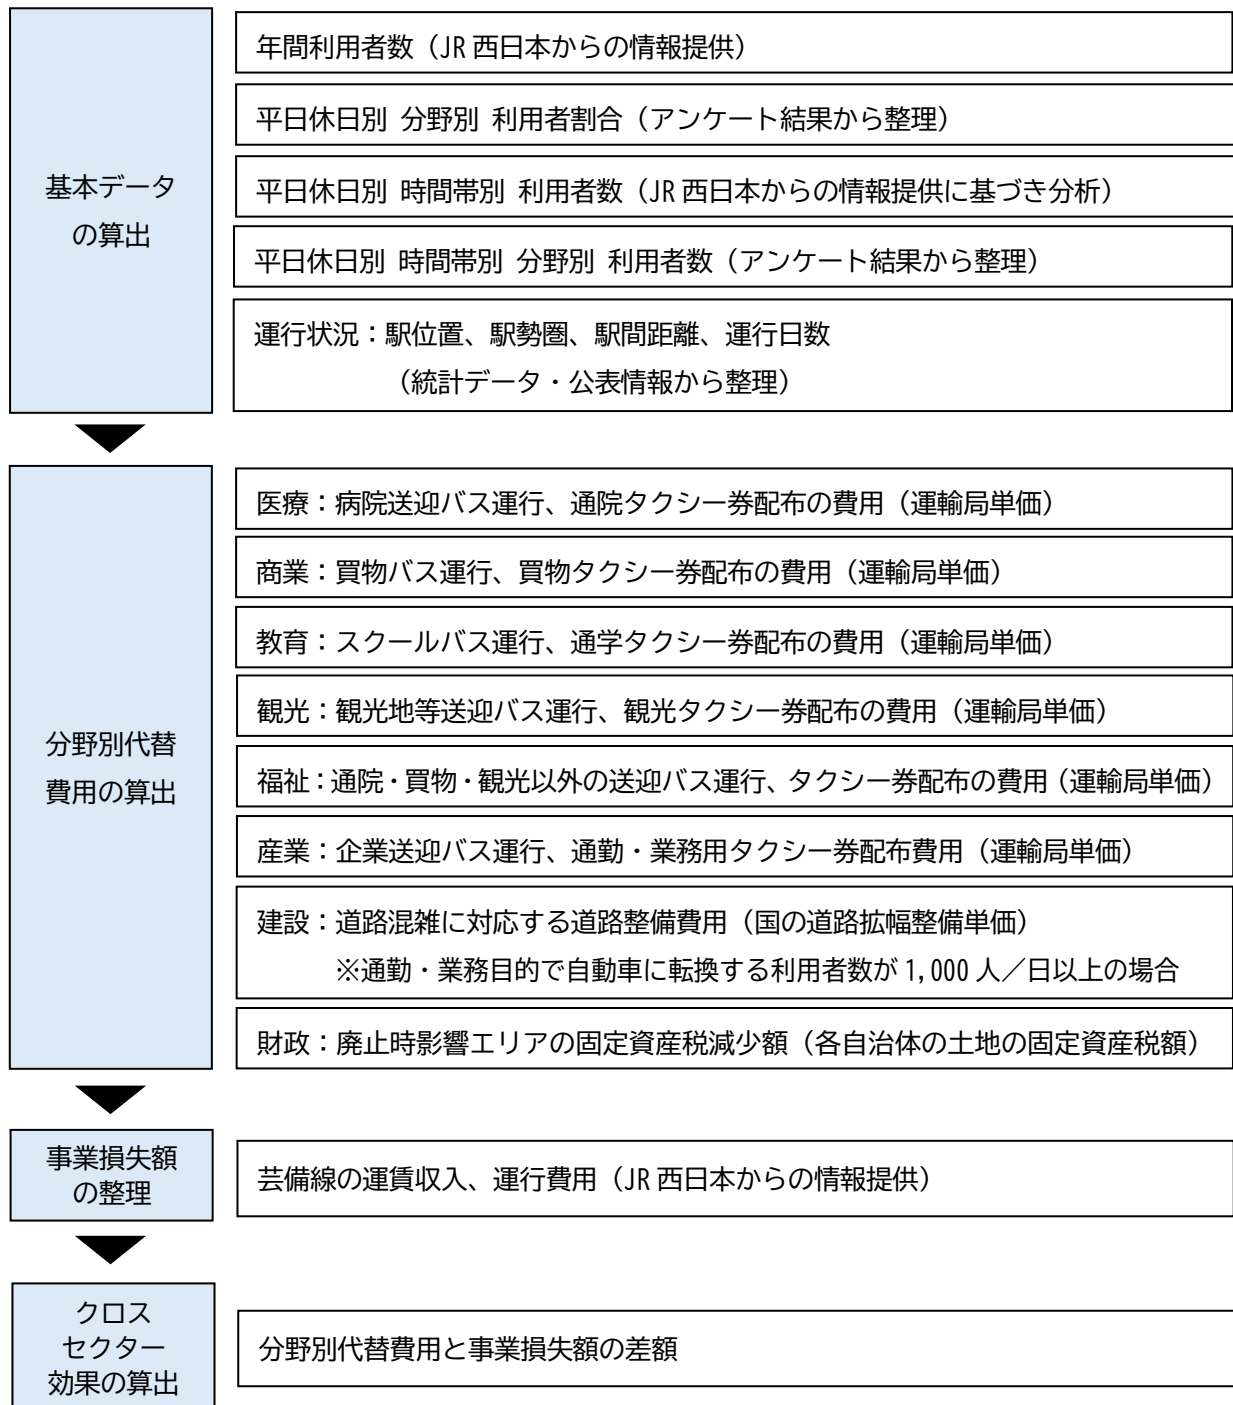 基本データ
の算出
年間利用者数（JR 西日本からの情報提供）
平日休日別 分野別 利用者割合（アンケート結果から整理）
平日休日別 時間帯別 利用者数（JR 西日本からの情報提供に基づき分析）
平日休日別 時間帯別 分野別 利用者数（アンケート結果から整理）
運行状況：駅位置、駅勢圏、駅間距離、運行日数
（統計データ・公表情報から整理）
分野別代替
費用の算出
医療：病院送迎バス運行、通院タクシー券配布の費用（運輸局単価）
商業：買物バス運行、買物タクシー券配布の費用（運輸局単価）
教育：スクールバス運行、通学タクシー券配布の費用（運輸局単価）
観光：観光地等送迎バス運行、観光タクシー券配布の費用（運輸局単価）
福祉：通院・買物・観光以外の送迎バス運行、タクシー券配布の費用（運輸局単価）
産業：企業送迎バス運行、通勤・業務用タクシー券配布費用（運輸局単価）
建設：道路混雑に対応する道路整備費用（国の道路拡幅整備単価）
※通勤・業務目的で自動車に転換する利用者数が 1,000 人／日以上の場合
財政：廃止時影響エリアの固定資産税減少額（各自治体の土地の固定資産税額）
事業損失額
の整理
芸備線の運賃収入、運行費用（JR 西日本からの情報提供）
クロス
セクター
効果の算出
分野別代替費用と事業損失額の差額